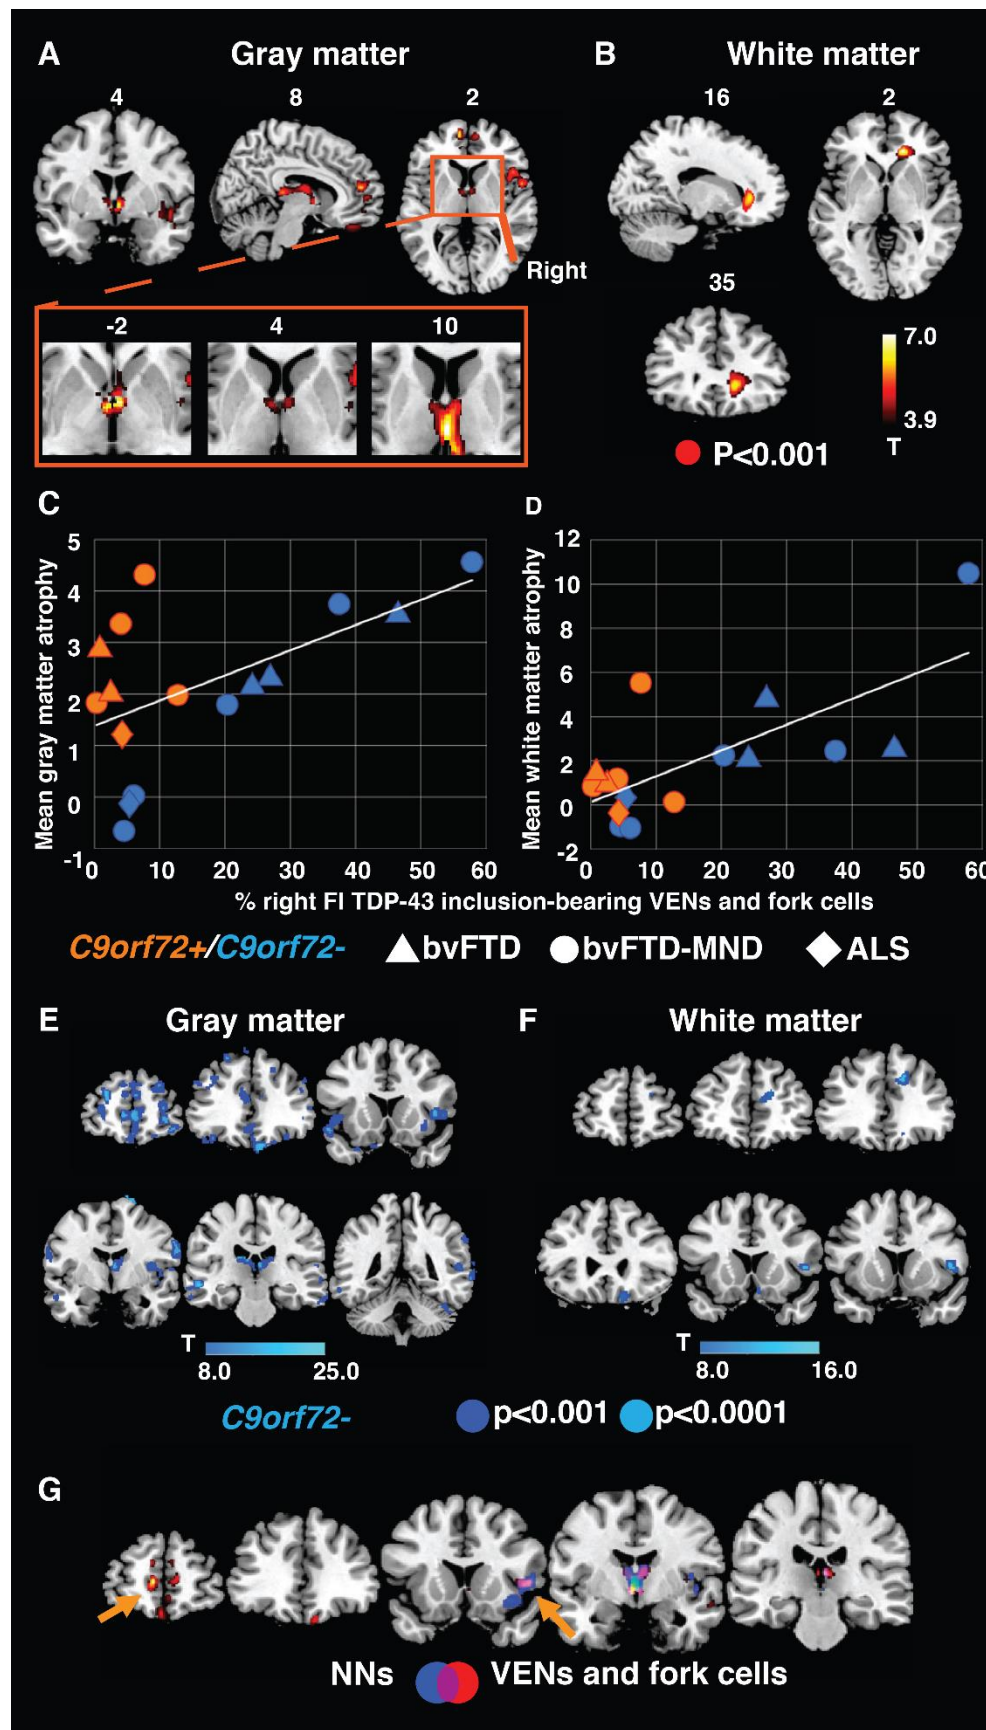 A Gray matter
4 8 2
Right
-2 4 10
B White matter
16 2
35
7.0
3.9
T
P<0.001
C
Mean gray matter atrophy
5
4
3
2
1
0
-1
0 10 20 30 40 50 60
D
Mean white matter atrophy
12
10
8
6
4
2
0
-2
0 10 20 30 40 50 60
% right FI TDP-43 inclusion-bearing VENs and fork cells
C9orf72+/C9orf72- bvFTD bvFTD-MND ALS
E Gray matter
T
8.0 25.0
F White matter
T
8.0 16.0
C9orf72- p<0.001 p<0.0001
G
NNs VENs and fork cells